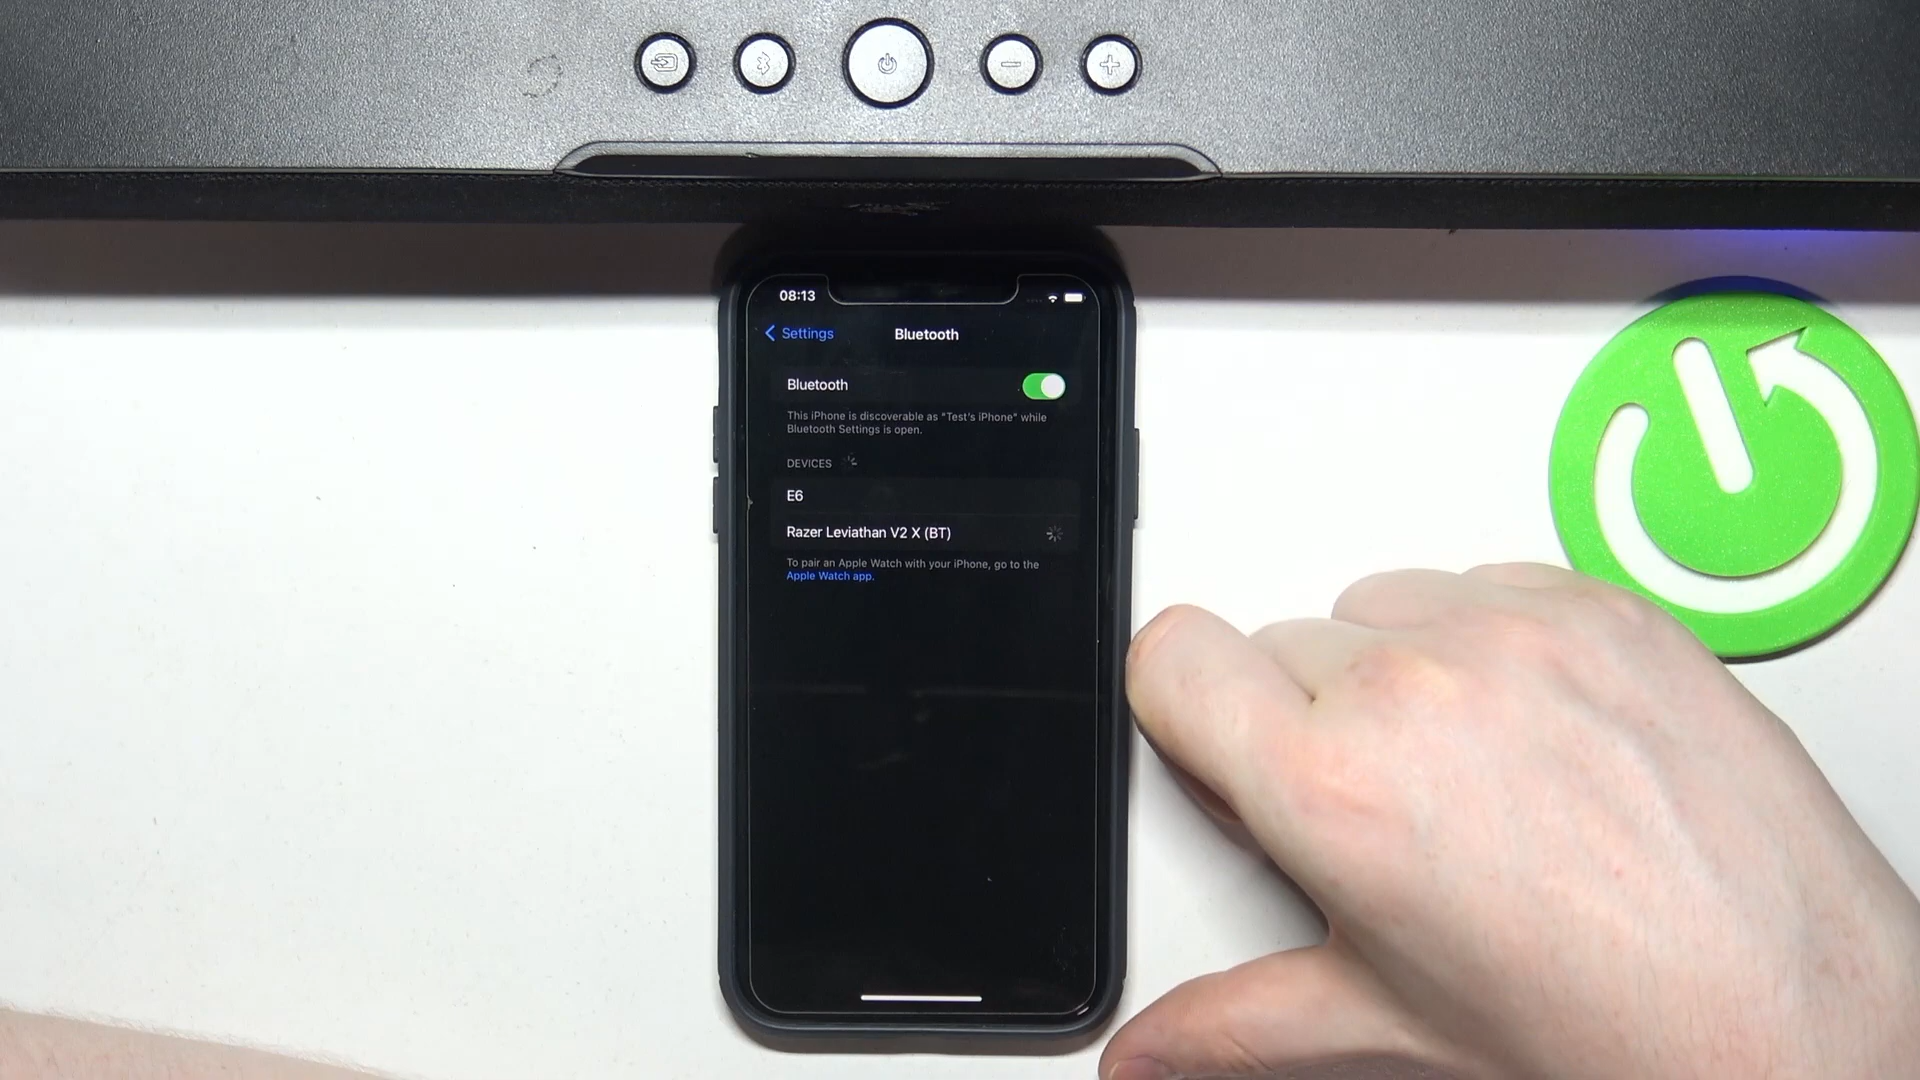 08:13
Settings
Bluetooth
Bluetooth
This iPhone is discoverable as "Test's iPhone" while
Bluetooth Settings is open.
DEVICES
E6
Razer Leviathan V2 X (BT)
To pair an Apple Watch with your iPhone, go to the
Apple Watch app.